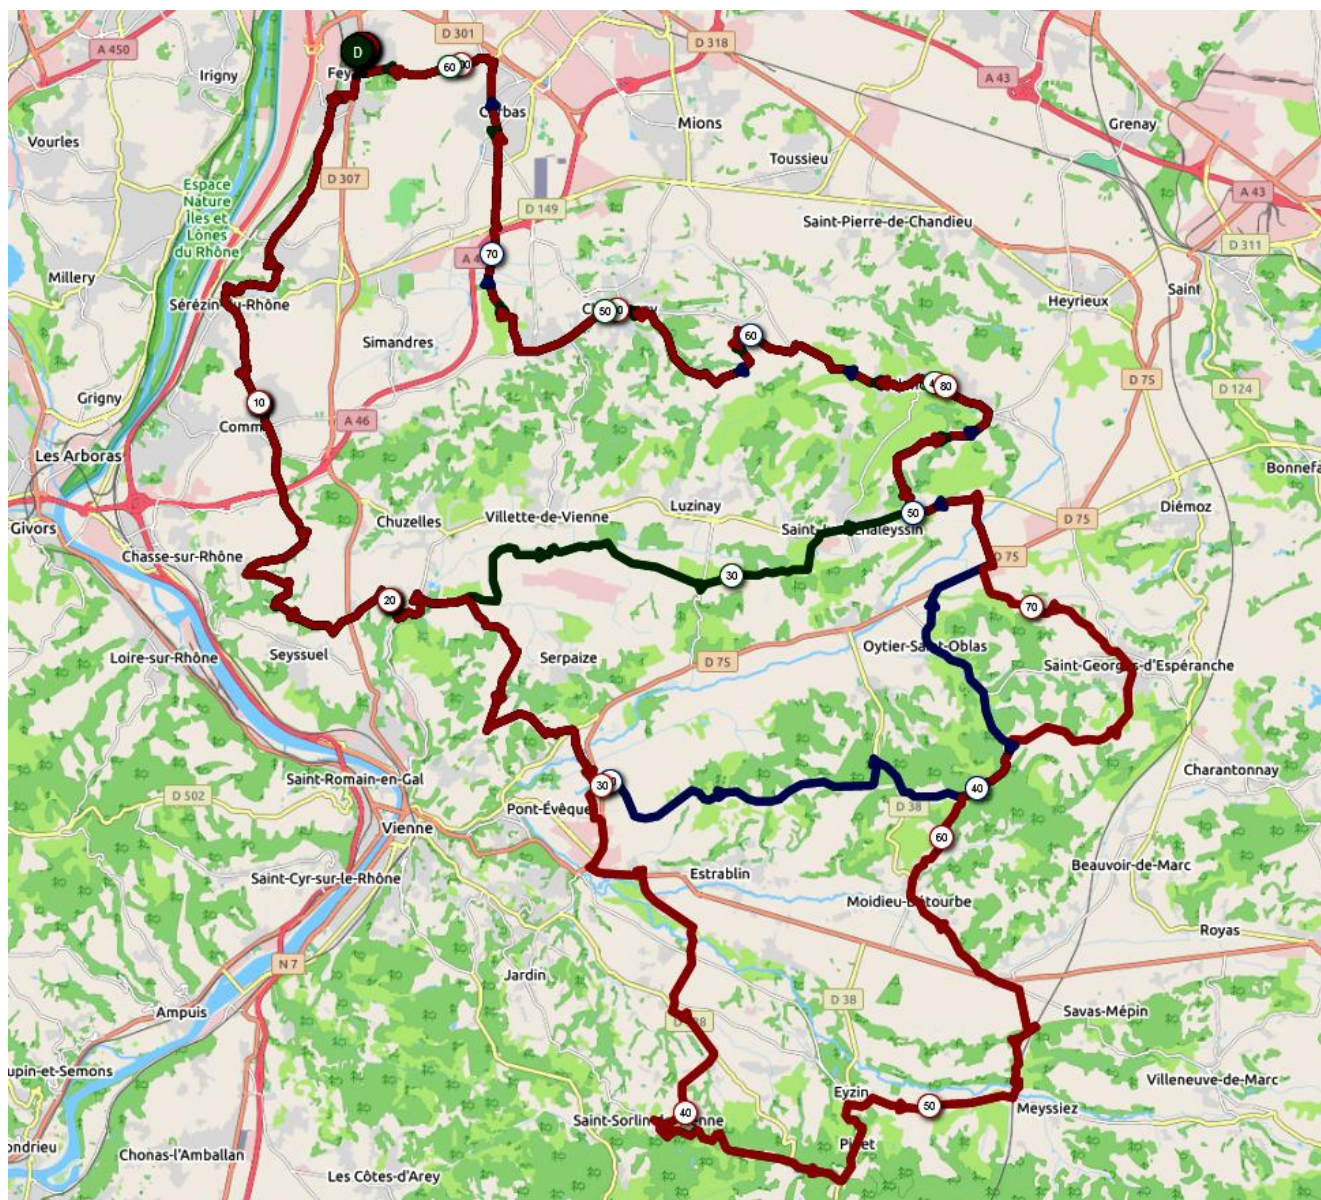 A 450
D 301
D 318
Irigny
D
60
A 43
Vourles
Mions
Grenay
Toussieu
Espace
Nature
Îles et
Lônes
du Rhône
D 307
D 149
A 43
Saint-Pierre-de-Chandieu
D 311
70
Millery
Saint
Heyrieux
50
Simandres
60
D 75
D 124
80
Grigny
10
A 46
Les Arboras
Bonnefa
Luzinay
Diémoz
50
Villette-de-Vienne
Chuzelles
D 75
Givors
Chasse-sur-Rhône
D 75
30
20
70
Oytier-Saint-Oblas
Loire-sur-Rhône
Seyssuel
Serpaize
D 75
Saint-Georges-d'Espéranche
Saint-Romain-en-Gal
Charantonnay
30
40
D 502
Pont-Évêque
D 38
Vienne
60
Beauvoir-de-Marc
Estrablin
Saint-Cyr-sur-le-Rhône
Royas
N 7
Jardin
D 38
Ampuis
Savas-Mépin
upin-et-Semons
Villeneuve-de-Marc
Eyzin
50
Meyssiez
40
ondrieu
Chonas-l'Amballan
Les Côtes-d'Arey